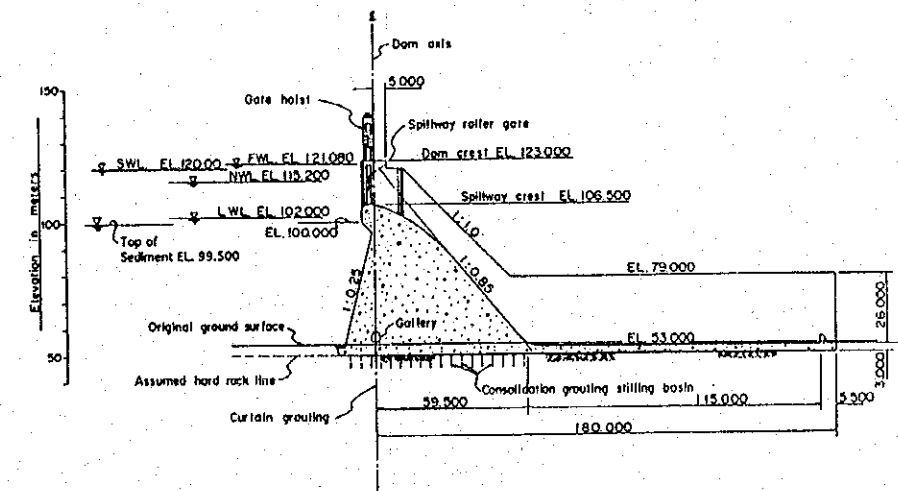 ℄
Dam axis
5.000
150
Gate hoist
Spillway roller gate
SWL. EL. 120.00
FWL. EL. 121.080
Dam crest EL. 123.000
NWL EL 115.200
Spillway crest EL. 106.500
1:1.0
LWL EL 102.000
100
EL. 100.000
Top of
Sediment EL. 99.500
Elevation in meters
EL. 79.000
1:0.25
1:0.85
26.000
Original ground surface
Gallery
EL. 53.000
50
Assumed hard rock line
Consolidation grouting stilling basin
3.000
59.500
115.000
5.500
Curtain grouting
180.000